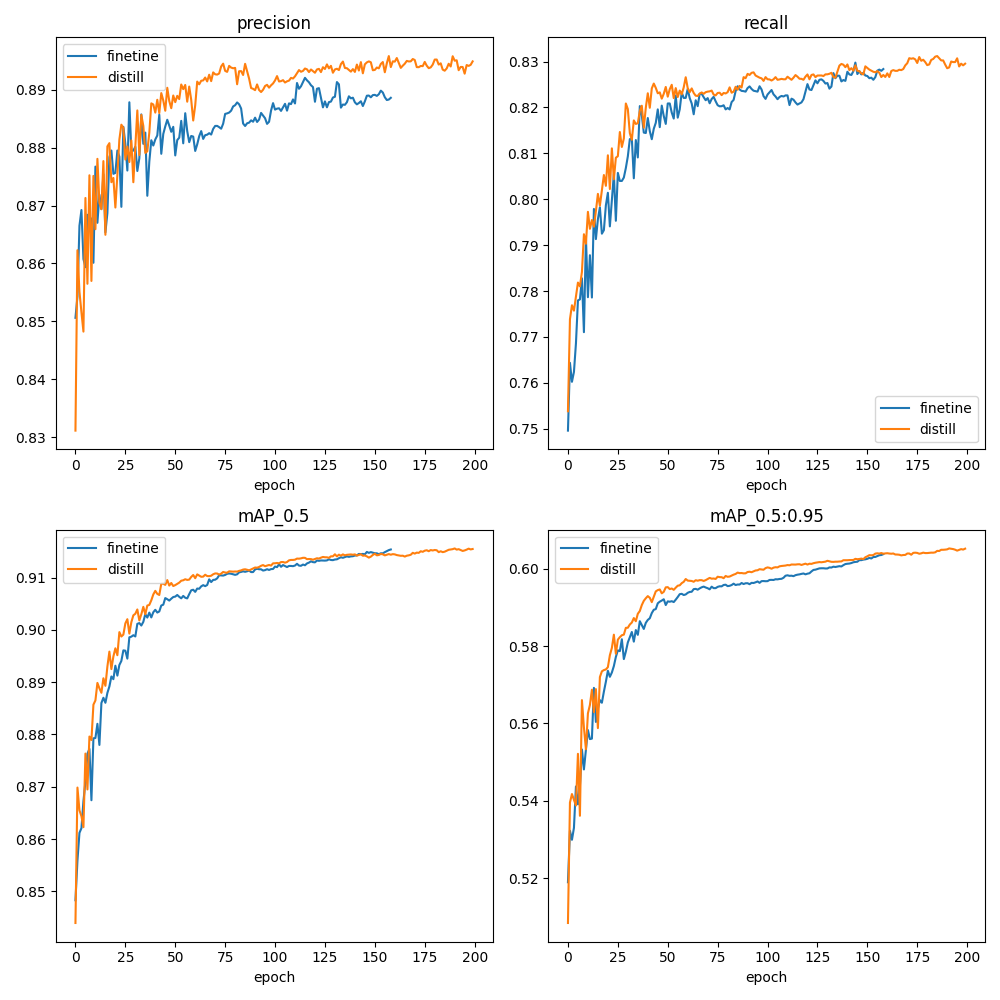 precision
finetine
distill
0.89
0.88
0.87
0.86
0.85
0.84
0.83
0 25 50 75 100 125 150 175 200
epoch
recall
0.83
0.82
0.81
0.80
0.79
0.78
0.77
0.76
0.75
finetine
distill
0 25 50 75 100 125 150 175 200
epoch
mAP_0.5
finetine
distill
0.91
0.90
0.89
0.88
0.87
0.86
0.85
0 25 50 75 100 125 150 175 200
epoch
mAP_0.5:0.95
finetine
distill
0.60
0.58
0.56
0.54
0.52
0 25 50 75 100 125 150 175 200
epoch